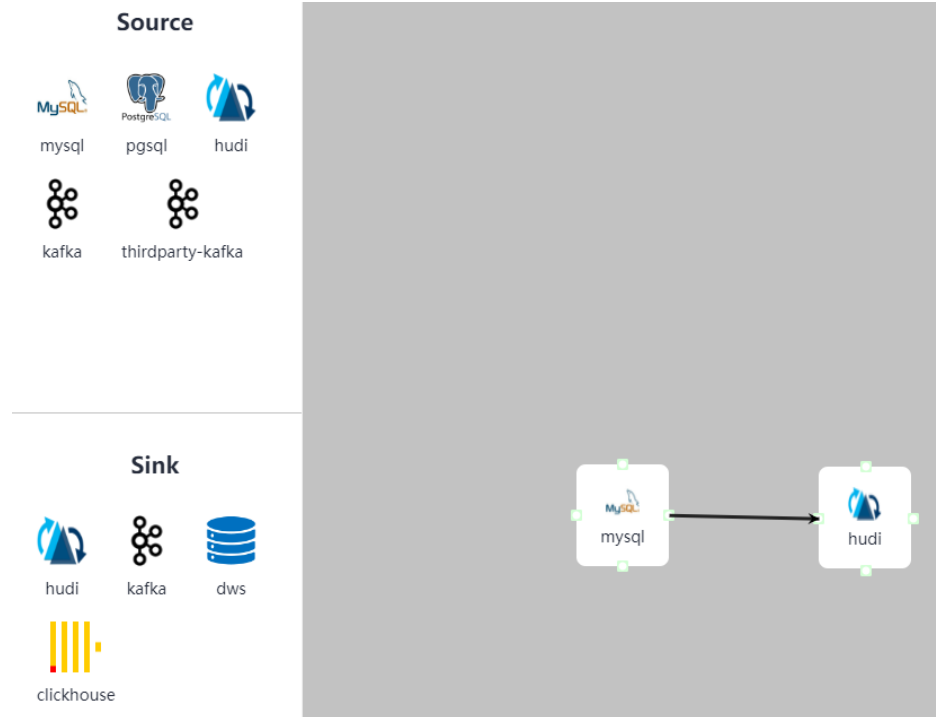 Source
MySQL
PostgreSQL
mysql
pgsql
hudi
kafka
thirdparty-kafka
Sink
hudi
kafka
dws
clickhouse
MySQL
mysql
hudi